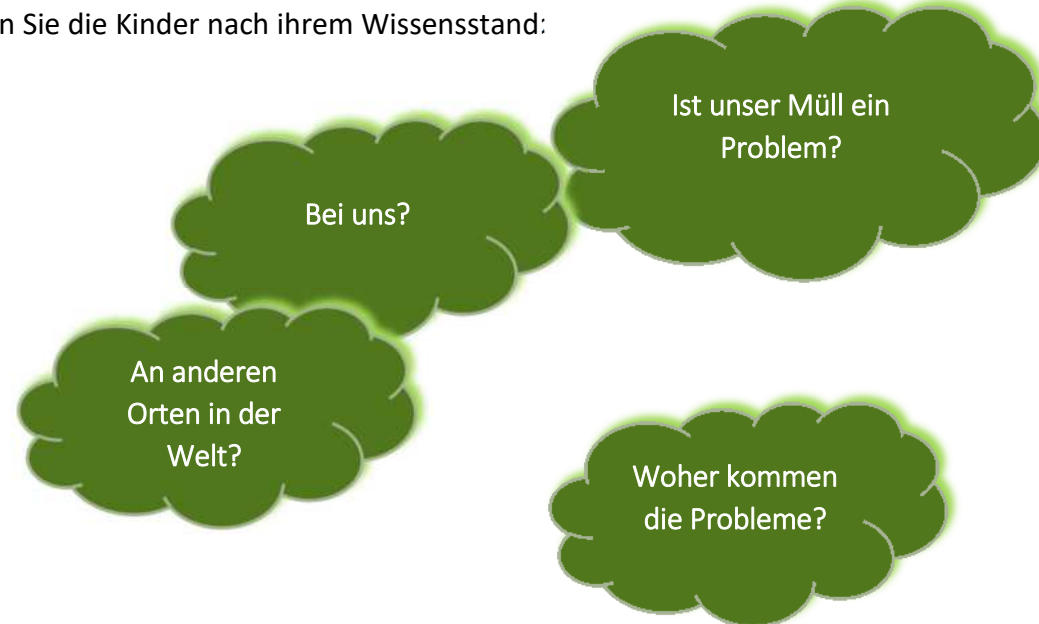 n Sie die Kinder nach ihrem Wissensstand:
Ist unser Müll ein
Problem?
Bei uns?
An anderen
Orten in der
Welt?
Woher kommen
die Probleme?